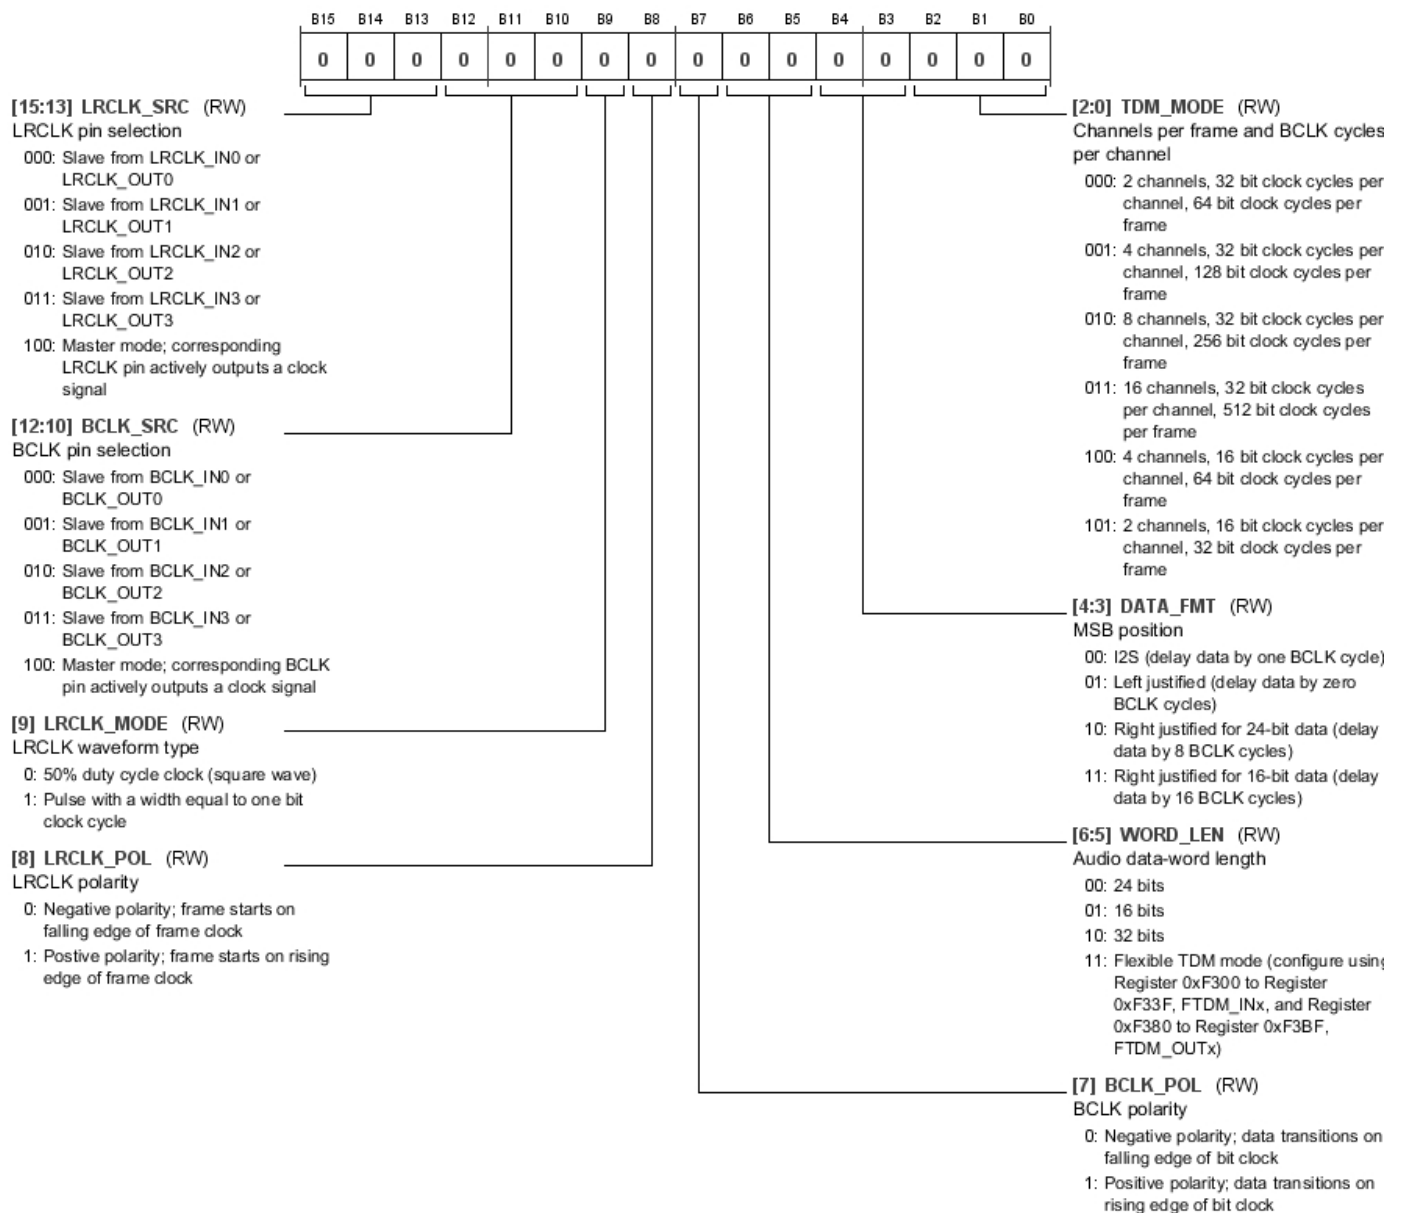 B15 B14 B13 B12 B11 B10 B9 B8 B7 B6 B5 B4 B3 B2 B1 B0
0 0 0 0 0 0 0 0 0 0 0 0 0 0 0 0
[15:13] LRCLK_SRC (RW)
LRCLK pin selection
000: Slave from LRCLK_IN0 or
LRCLK_OUT0
001: Slave from LRCLK_IN1 or
LRCLK_OUT1
010: Slave from LRCLK_IN2 or
LRCLK_OUT2
011: Slave from LRCLK_IN3 or
LRCLK_OUT3
100: Master mode; corresponding
LRCLK pin actively outputs a clock
signal
[12:10] BCLK_SRC (RW)
BCLK pin selection
000: Slave from BCLK_IN0 or
BCLK_OUT0
001: Slave from BCLK_IN1 or
BCLK_OUT1
010: Slave from BCLK_IN2 or
BCLK_OUT2
011: Slave from BCLK_IN3 or
BCLK_OUT3
100: Master mode; corresponding BCLK
pin actively outputs a clock signal
[9] LRCLK_MODE (RW)
LRCLK waveform type
0: 50% duty cycle clock (square wave)
1: Pulse with a width equal to one bit
clock cycle
[8] LRCLK_POL (RW)
LRCLK polarity
0: Negative polarity; frame starts on
falling edge of frame clock
1: Postive polarity; frame starts on rising
edge of frame clock
[2:0] TDM_MODE (RW)
Channels per frame and BCLK cycles
per channel
000: 2 channels, 32 bit clock cycles per
channel, 64 bit clock cycles per
frame
001: 4 channels, 32 bit clock cycles per
channel, 128 bit clock cycles per
frame
010: 8 channels, 32 bit clock cycles per
channel, 256 bit clock cycles per
frame
011: 16 channels, 32 bit clock cycles
per channel, 512 bit clock cycles
per frame
100: 4 channels, 16 bit clock cycles per
channel, 64 bit clock cycles per
frame
101: 2 channels, 16 bit clock cycles per
channel, 32 bit clock cycles per
frame
[4:3] DATA_FMT (RW)
MSB position
00: I2S (delay data by one BCLK cycle)
01: Left justified (delay data by zero
BCLK cycles)
10: Right justified for 24-bit data (delay
data by 8 BCLK cycles)
11: Right justified for 16-bit data (delay
data by 16 BCLK cycles)
[6:5] WORD_LEN (RW)
Audio data-word length
00: 24 bits
01: 16 bits
10: 32 bits
11: Flexible TDM mode (configure using
Register 0xF300 to Register
0xF33F, FTDM_INx, and Register
0xF380 to Register 0xF3BF,
FTDM_OUTx)
[7] BCLK_POL (RW)
BCLK polarity
0: Negative polarity; data transitions on
falling edge of bit clock
1: Positive polarity; data transitions on
rising edge of bit clock